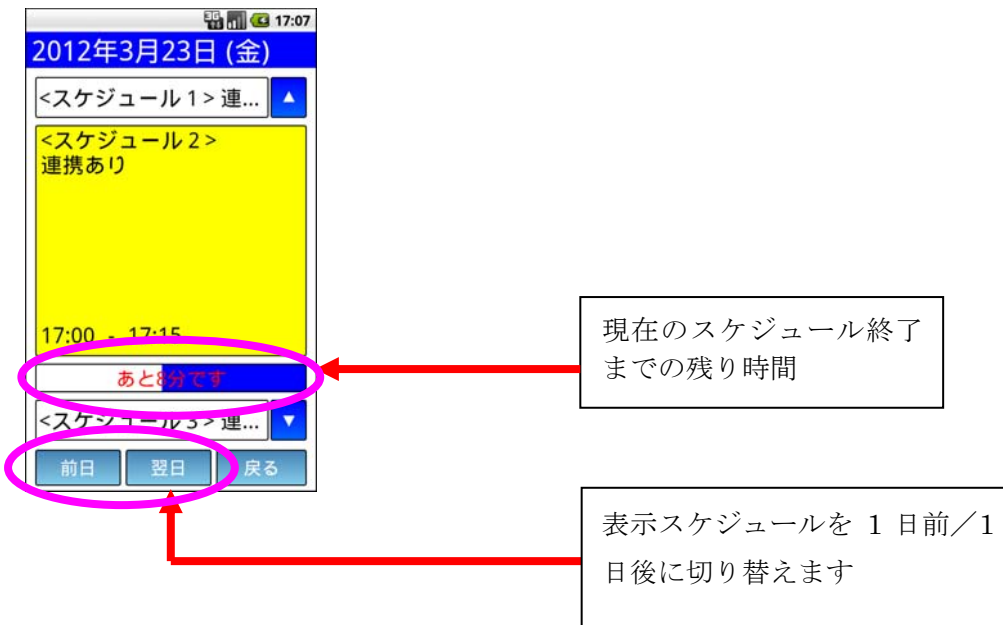 3G
17:07
2012年3月23日 (金)
<スケジュール 1> 連...
▲
<スケジュール 2>
連携あり
17:00 - 17:15
あと8分です
<スケジュール 3> 連...
▼
前日 翌日 戻る
現在のスケジュール終了
までの残り時間
表示スケジュールを 1 日前／1
日後に切り替えます